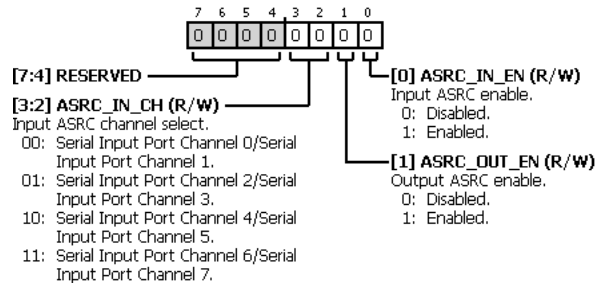 7 6 5 4 3 2 1 0
0 0 0 0 0 0 0 0
[7:4] RESERVED
[3:2] ASRC_IN_CH (R/W)
Input ASRC channel select.
00: Serial Input Port Channel 0/Serial
Input Port Channel 1.
01: Serial Input Port Channel 2/Serial
Input Port Channel 3.
10: Serial Input Port Channel 4/Serial
Input Port Channel 5.
11: Serial Input Port Channel 6/Serial
Input Port Channel 7.
[0] ASRC_IN_EN (R/W)
Input ASRC enable.
0: Disabled.
1: Enabled.
[1] ASRC_OUT_EN (R/W)
Output ASRC enable.
0: Disabled.
1: Enabled.